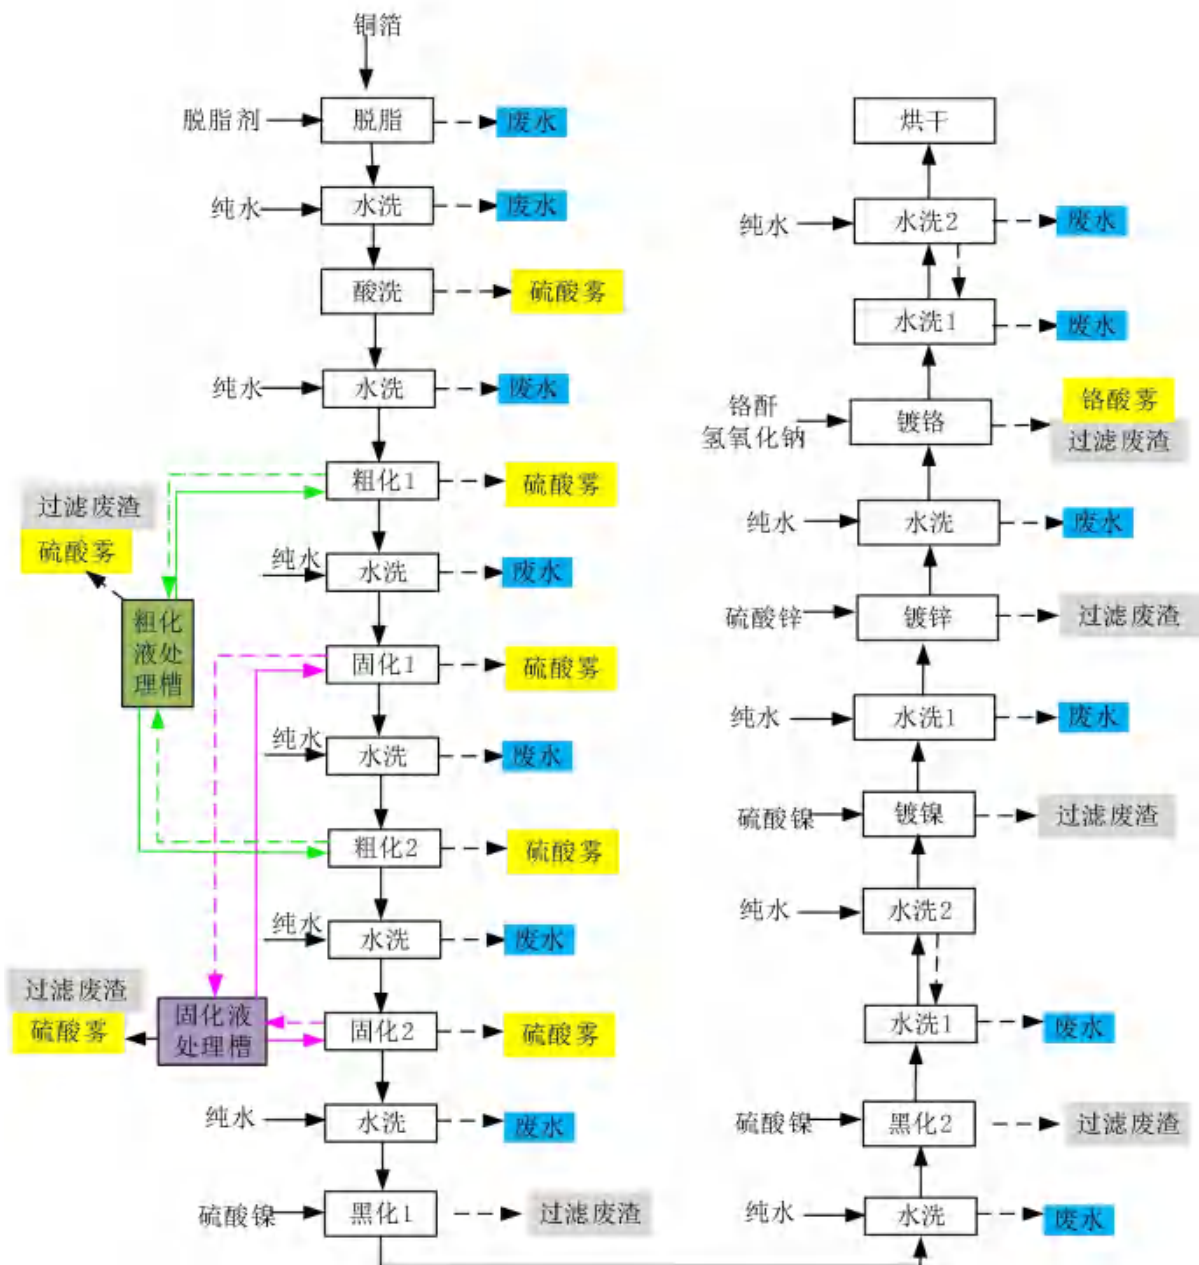 铜箔
脱脂剂
脱脂
废水
纯水
水洗
废水
酸洗
硫酸雾
纯水
水洗
废水
粗化1
硫酸雾
过滤废渣
硫酸雾
纯水
水洗
废水
粗化
液处
理槽
固化1
硫酸雾
纯水
水洗
废水
粗化2
硫酸雾
纯水
水洗
废水
过滤废渣
硫酸雾
固化液
处理槽
固化2
硫酸雾
纯水
水洗
废水
硫酸镍
黑化1
过滤废渣
烘干
纯水
水洗2
废水
水洗1
废水
铬酐
氢氧化钠
镀铬
铬酸雾
过滤废渣
纯水
水洗
废水
硫酸锌
镀锌
过滤废渣
纯水
水洗1
废水
硫酸镍
镀镍
过滤废渣
纯水
水洗2
水洗1
废水
硫酸镍
黑化2
过滤废渣
纯水
水洗
废水